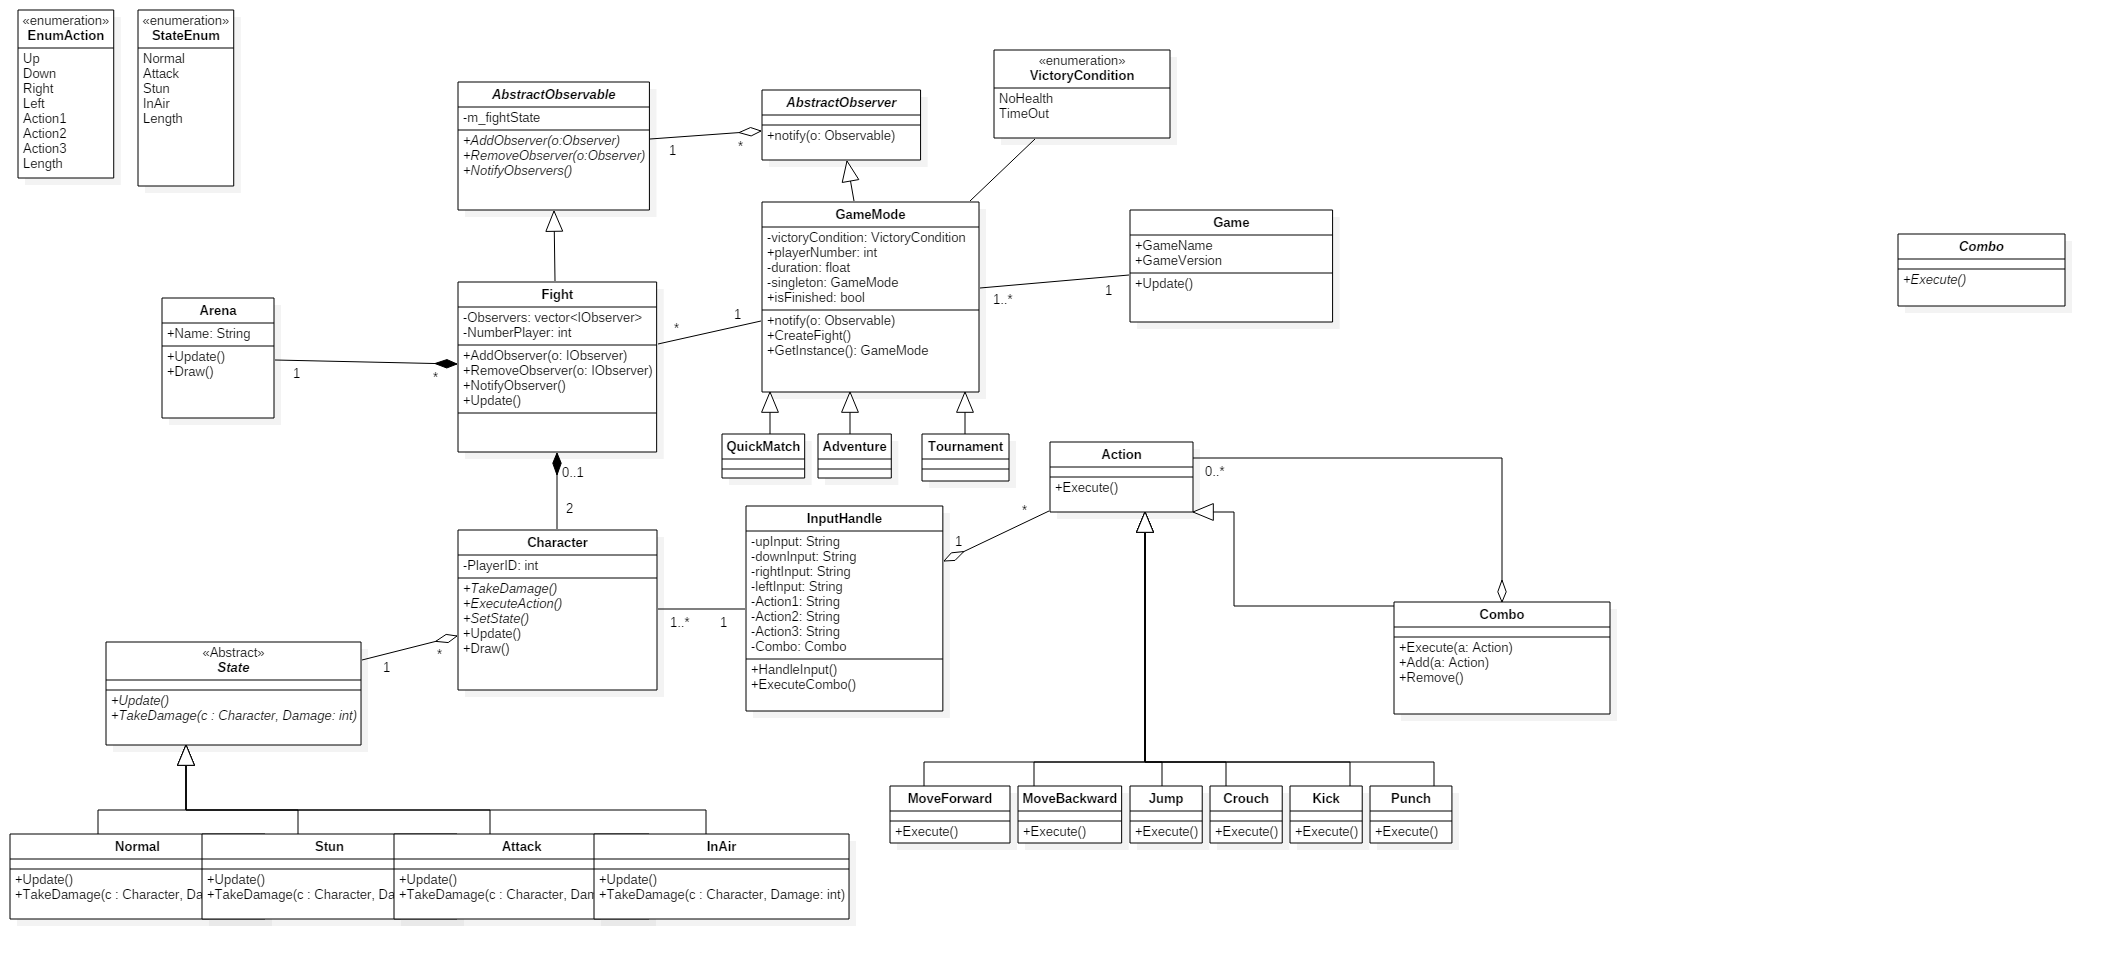 «enumeration»
EnumAction
Up
Down
Right
Left
Action1
Action2
Action3
Length
«enumeration»
StateEnum
Normal
Attack
Stun
InAir
Length
AbstractObservable
-m_fightState
+AddObserver(o:Observer)
+RemoveObserver(o:Observer)
+NotifyObservers()
1
*
AbstractObserver
+notify(o: Observable)
«enumeration»
VictoryCondition
NoHealth
TimeOut
GameMode
-victoryCondition: VictoryCondition
+playerNumber: int
-duration: float
-singleton: GameMode
+isFinished: bool
+notify(o: Observable)
+CreateFight()
+GetInstance(): GameMode
1..*
1
Game
+GameName
+GameVersion
+Update()
Combo
+Execute()
Arena
+Name: String
+Update()
+Draw()
1
*
Fight
-Observers: vector<IObserver>
-NumberPlayer: int
+AddObserver(o: IObserver)
+RemoveObserver(o: IObserver)
+NotifyObserver()
+Update()
*
1
0..1
2
QuickMatch
Adventure
Tournament
Action
+Execute()
0..*
*
1
InputHandle
-upInput: String
-downInput: String
-rightInput: String
-leftInput: String
-Action1: String
-Action2: String
-Action3: String
-Combo: Combo
+HandleInput()
+ExecuteCombo()
Character
-PlayerID: int
+TakeDamage()
+ExecuteAction()
+SetState()
+Update()
+Draw()
1..*
1
Combo
+Execute(a: Action)
+Add(a: Action)
+Remove()
«Abstract»
State
+Update()
+TakeDamage(c : Character, Damage: int)
1
*
MoveForward
+Execute()
MoveBackward
+Execute()
Jump
+Execute()
Crouch
+Execute()
Kick
+Execute()
Punch
+Execute()
Normal
+Update()
+TakeDamage(c : Character, Da
Stun
+Update()
+TakeDamage(c : Character, Da
Attack
+Update()
+TakeDamage(c : Character, Dam
InAir
+Update()
+TakeDamage(c : Character, Damage: int)